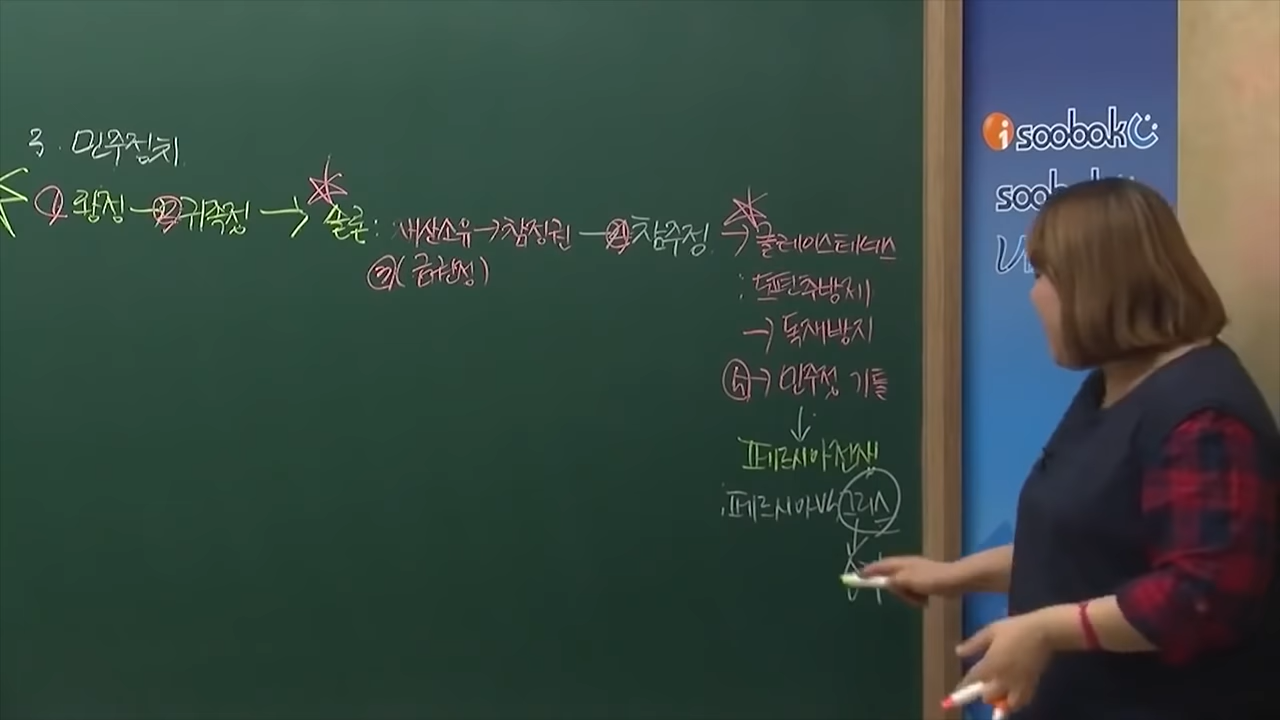 3. 민주정치
① 왕정 → ② 귀족정 → 솔론 : 재산소유 → 참정권 → ④ 참주정 → 클레이스테네스
③ (금권정)
: 도편추방제
→ 독재방지
⑤ → 민주정 기틀
↓
페르시아전쟁
: 페르시아 vs 그리스
↓
isoobok